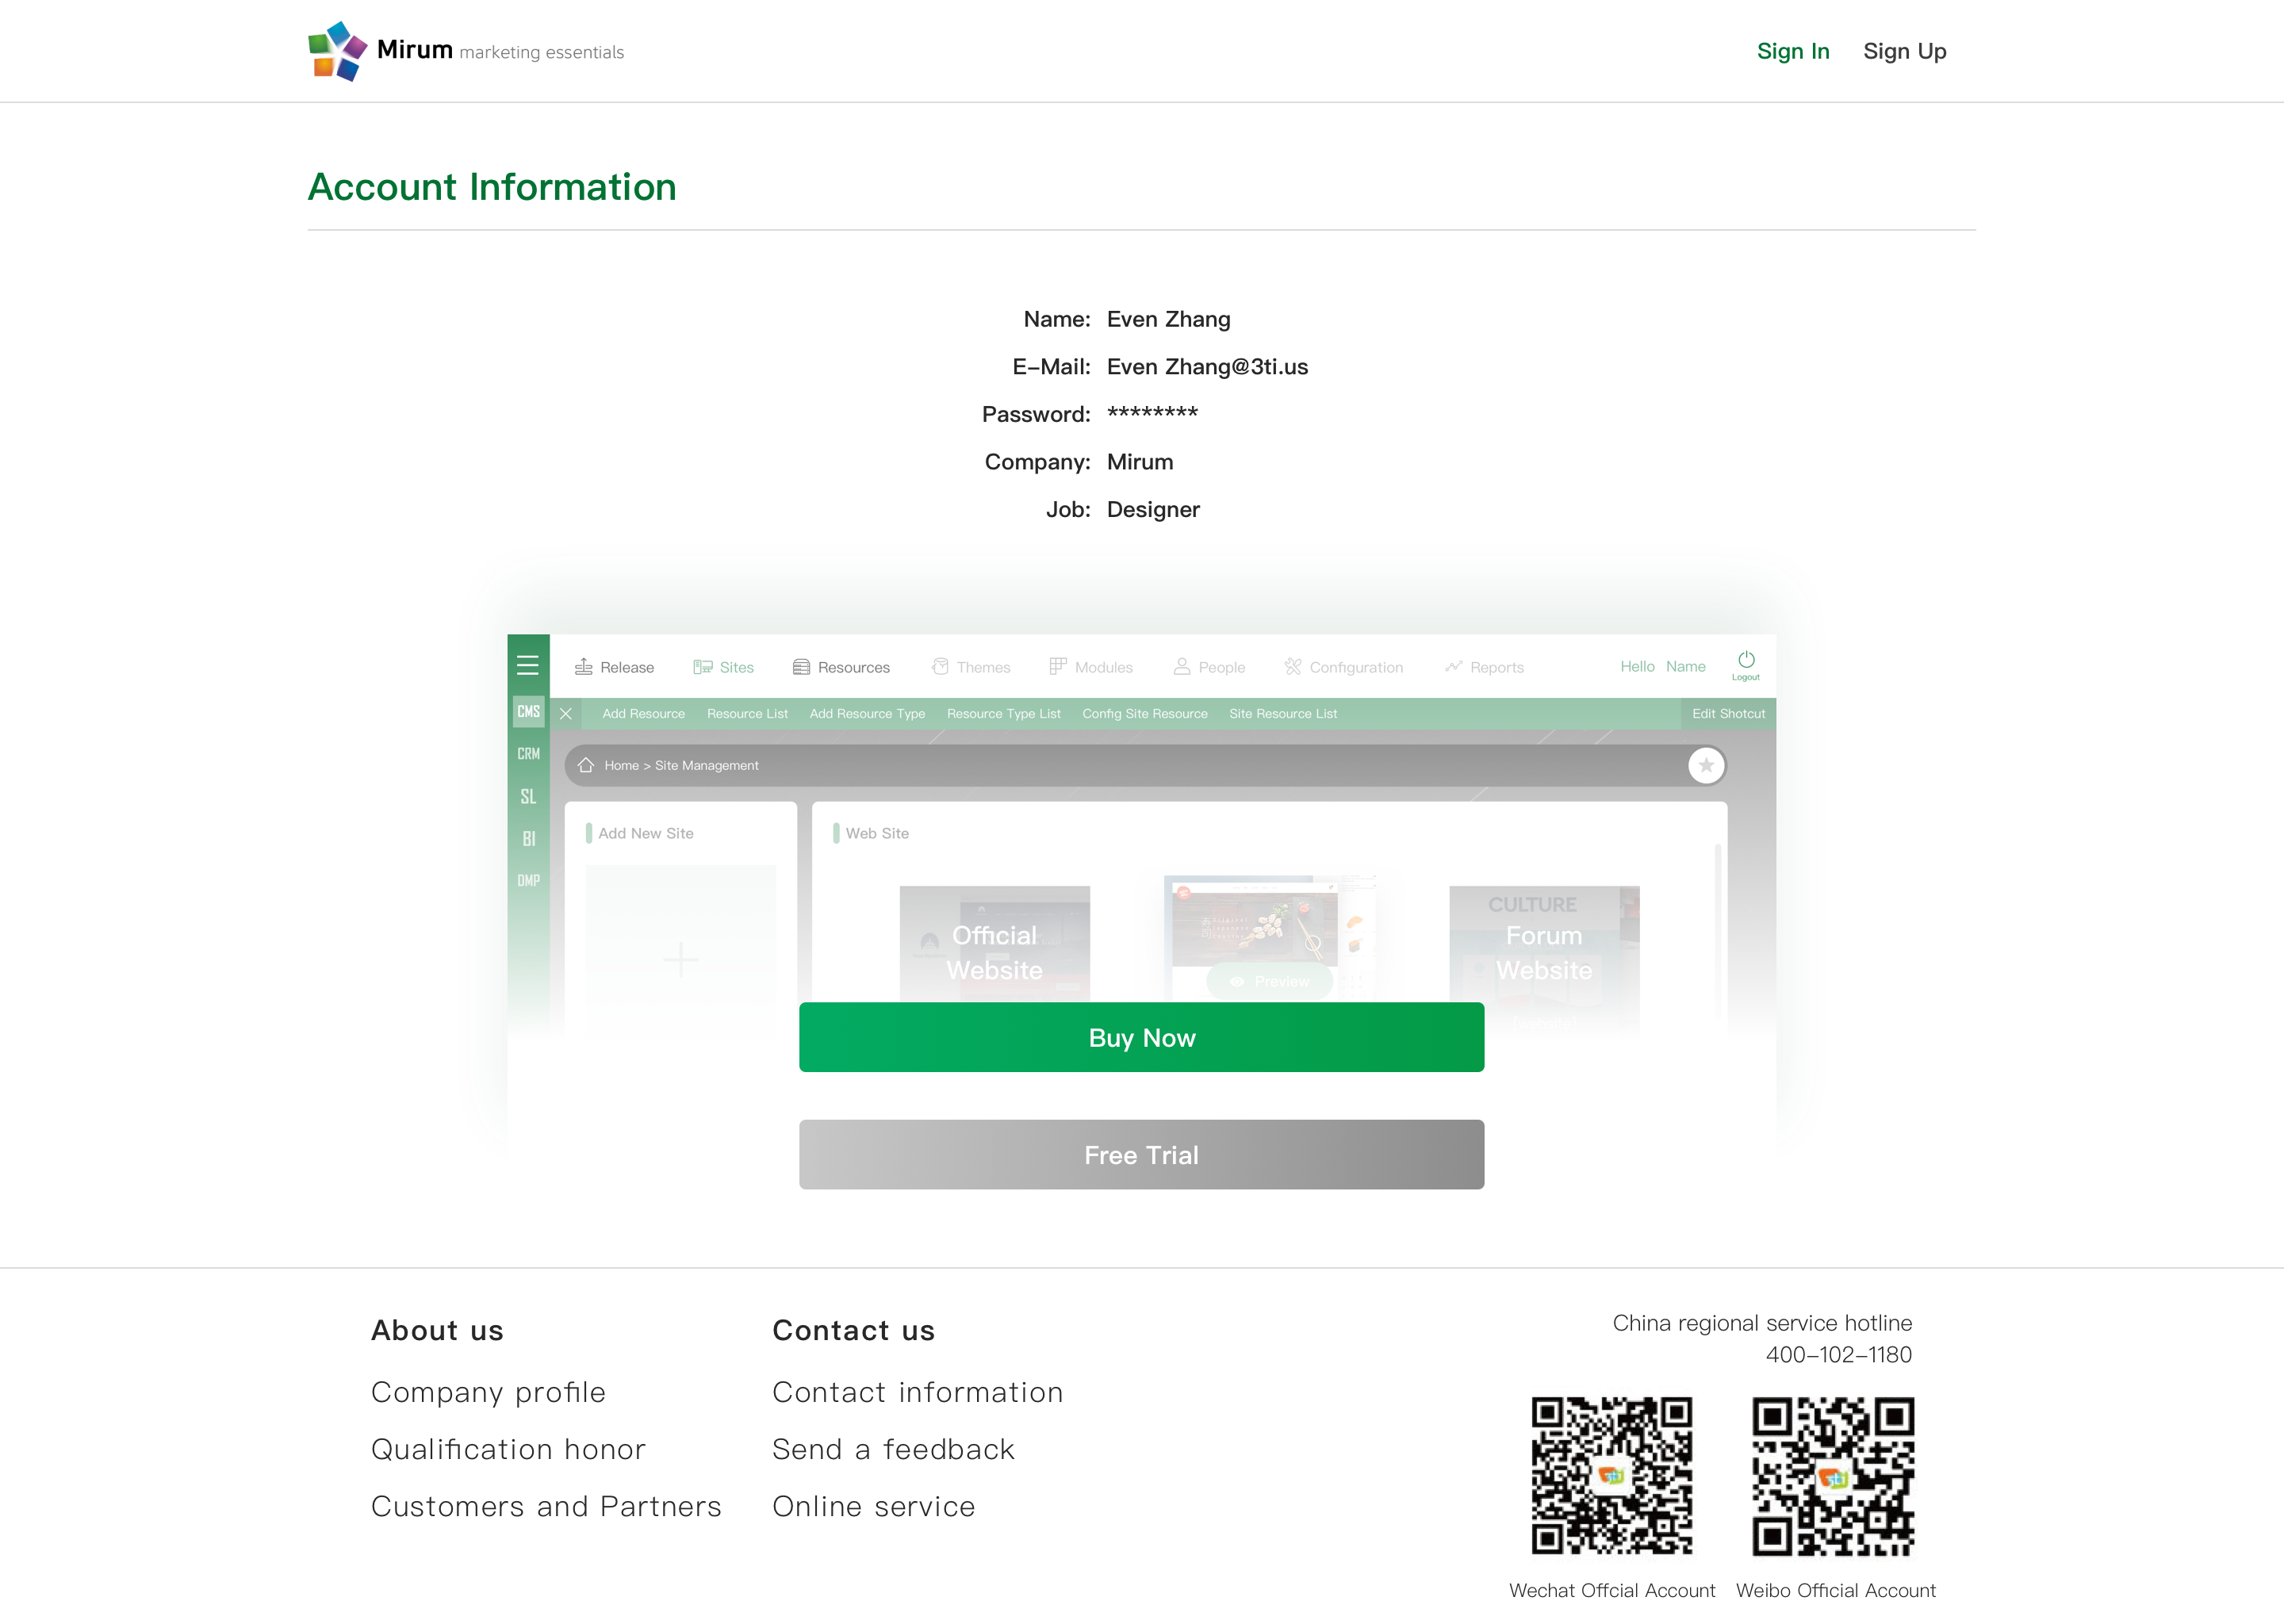 Mirum marketing essentials
Sign In Sign Up
Account Information
Name: Even Zhang
E-Mail: Even Zhang@3ti.us
Password: ********
Company: Mirum
Job: Designer
Release Sites Resources Themes Modules People Configuration Reports Hello Name
Logout
CMS
Add Resource Resource List Add Resource Type Resource Type List Config Site Resource Site Resource List Edit Shotcut
CRM
Home > Site Management
SL
BI
DMP
Add New Site
Web Site
CULTURE
Official
Website
Preview
Forum
Website
Buy Now
Free Trial
About us
Company profile
Qualification honor
Customers and Partners
Contact us
Contact information
Send a feedback
Online service
China regional service hotline
400-102-1180
Wechat Offcial Account Weibo Official Account